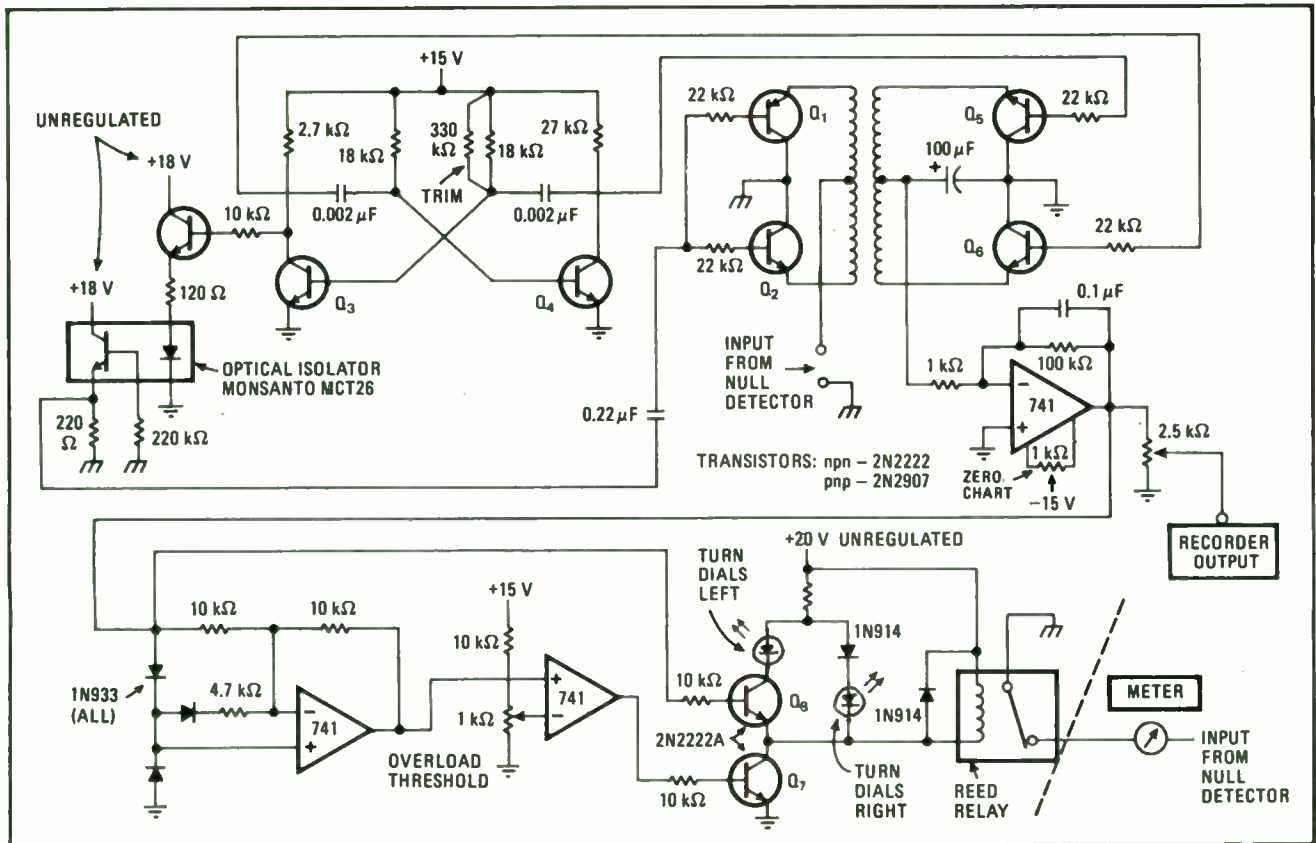 +15 V
UNREGULATED
+18 V
2.7 kΩ
18 kΩ
330 kΩ
18 kΩ
TRIM
27 kΩ
0.002 µF
0.002 µF
10 kΩ
Q3
Q4
120 Ω
+18 V
OPTICAL ISOLATOR
MONSANTO MCT26
220 Ω
220 kΩ
22 kΩ
Q1
22 kΩ
Q2
100 µF
+
Q5
22 kΩ
Q6
22 kΩ
INPUT
FROM
NULL
DETECTOR
0.22 µF
TRANSISTORS: npn – 2N2222
pnp – 2N2907
0.1 µF
1 kΩ
100 kΩ
–
741
+
1 kΩ
ZERO
CHART
–15 V
2.5 kΩ
RECORDER
OUTPUT
10 kΩ
10 kΩ
1N933
(ALL)
4.7 kΩ
–
741
+
OVERLOAD
THRESHOLD
+15 V
10 kΩ
1 kΩ
+
741
–
+20 V UNREGULATED
TURN
DIALS
LEFT
10 kΩ
Q8
2N2222A
10 kΩ
Q7
1N914
1N914
TURN
DIALS
RIGHT
REED
RELAY
METER
INPUT
FROM
NULL
DETECTOR